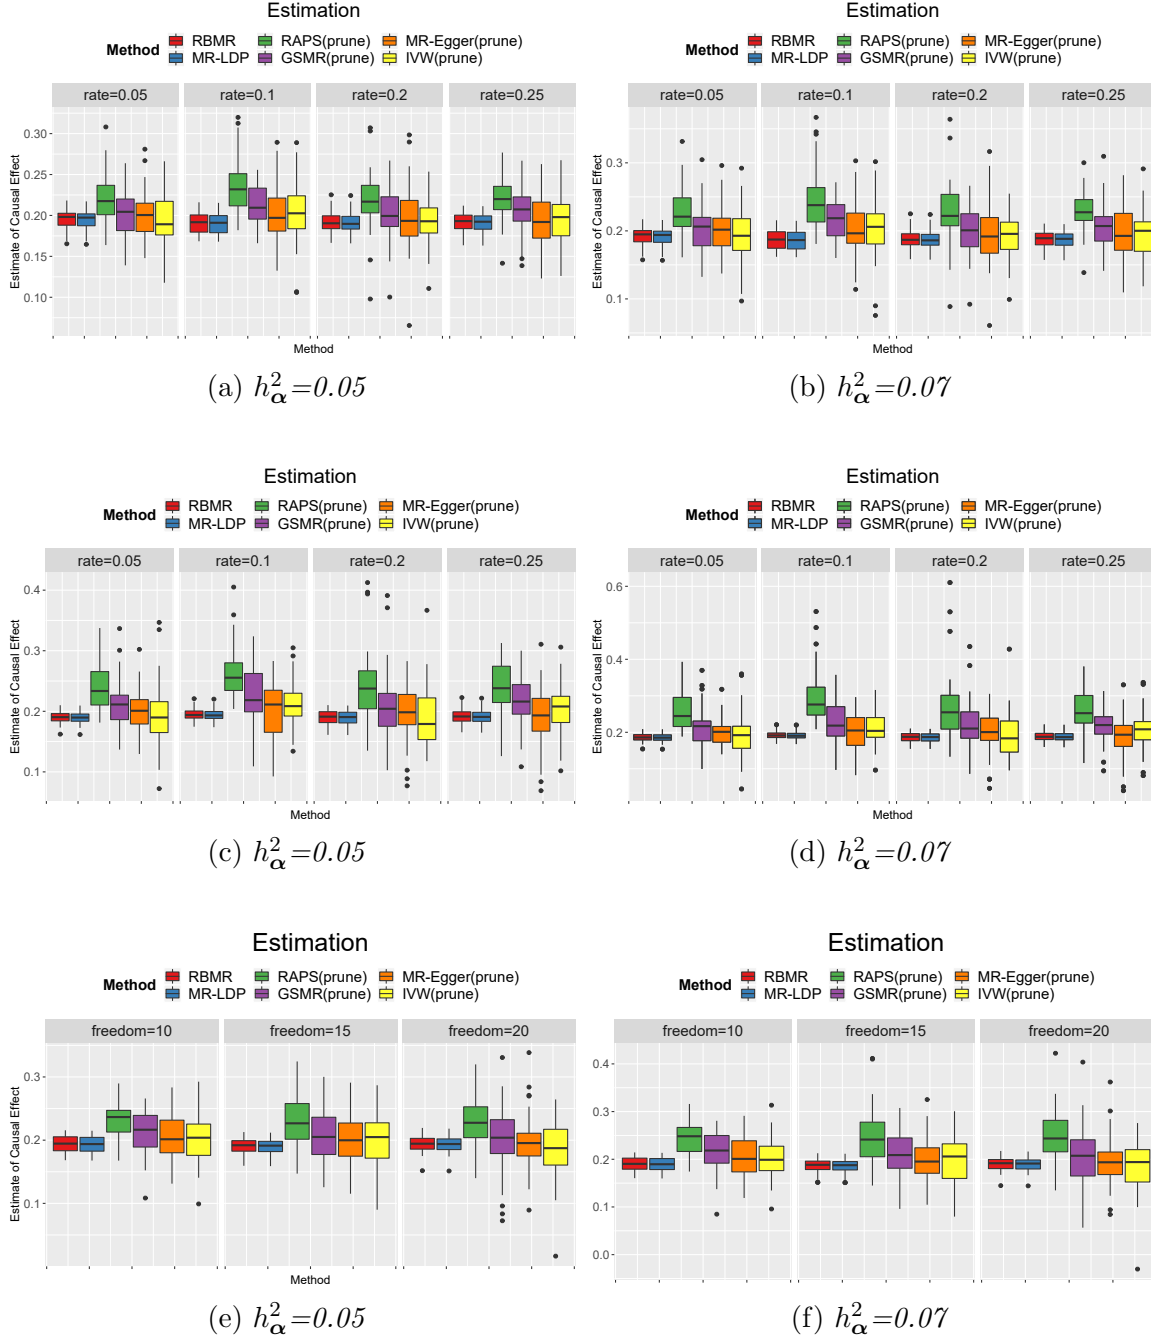 Estimation
Method RBMR RAPS(prune) MR-Egger(prune)
MR-LDP GSMR(prune) IVW(prune)
rate=0.05 rate=0.1 rate=0.2 rate=0.25
Estimate of Causal Effect
0.30
0.25
0.20
0.15
0.10
Method
(a) h²α=0.05
Estimation
Method RBMR RAPS(prune) MR-Egger(prune)
MR-LDP GSMR(prune) IVW(prune)
rate=0.05 rate=0.1 rate=0.2 rate=0.25
Estimate of Causal Effect
0.3
0.2
0.1
Method
(b) h²α=0.07
Estimation
Method RBMR RAPS(prune) MR-Egger(prune)
MR-LDP GSMR(prune) IVW(prune)
rate=0.05 rate=0.1 rate=0.2 rate=0.25
Estimate of Causal Effect
0.4
0.3
0.2
0.1
Method
(c) h²α=0.05
Estimation
Method RBMR RAPS(prune) MR-Egger(prune)
MR-LDP GSMR(prune) IVW(prune)
rate=0.05 rate=0.1 rate=0.2 rate=0.25
Estimate of Causal Effect
0.6
0.4
0.2
Method
(d) h²α=0.07
Estimation
Method RBMR RAPS(prune) MR-Egger(prune)
MR-LDP GSMR(prune) IVW(prune)
freedom=10 freedom=15 freedom=20
Estimate of Causal Effect
0.3
0.2
0.1
Method
(e) h²α=0.05
Estimation
Method RBMR RAPS(prune) MR-Egger(prune)
MR-LDP GSMR(prune) IVW(prune)
freedom=10 freedom=15 freedom=20
0.4
0.3
0.2
0.1
0.0
(f) h²α=0.07